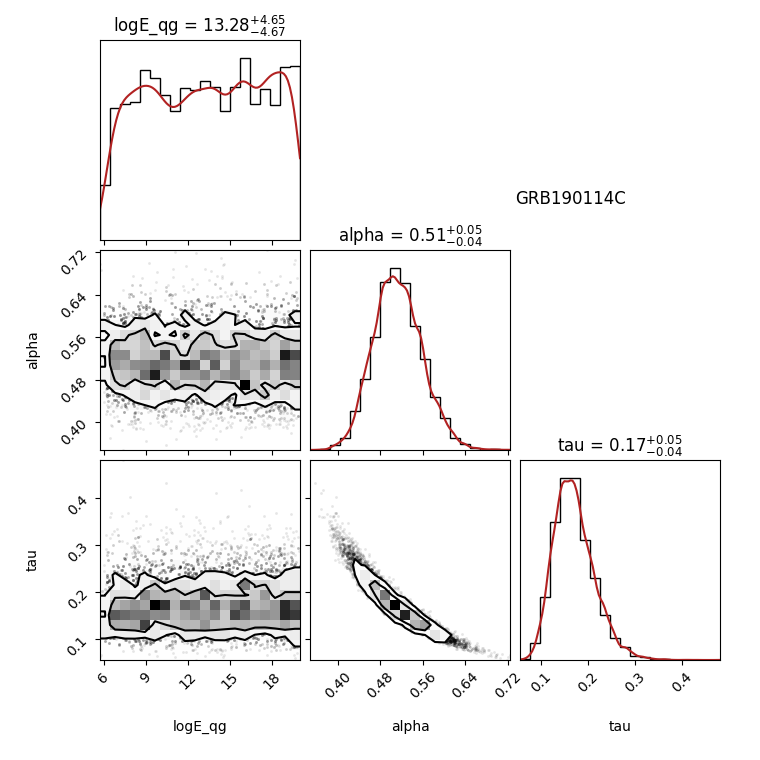 logE_qg = 13.28+4.65−4.67
GRB190114C
alpha = 0.51+0.05−0.04
0.72
0.64
0.56
0.48
0.40
alpha
tau = 0.17+0.05−0.04
0.4
0.3
0.2
0.1
tau
6 9 12 15 18
0.40 0.48 0.56 0.64 0.72
0.1 0.2 0.3 0.4
logE_qg alpha tau